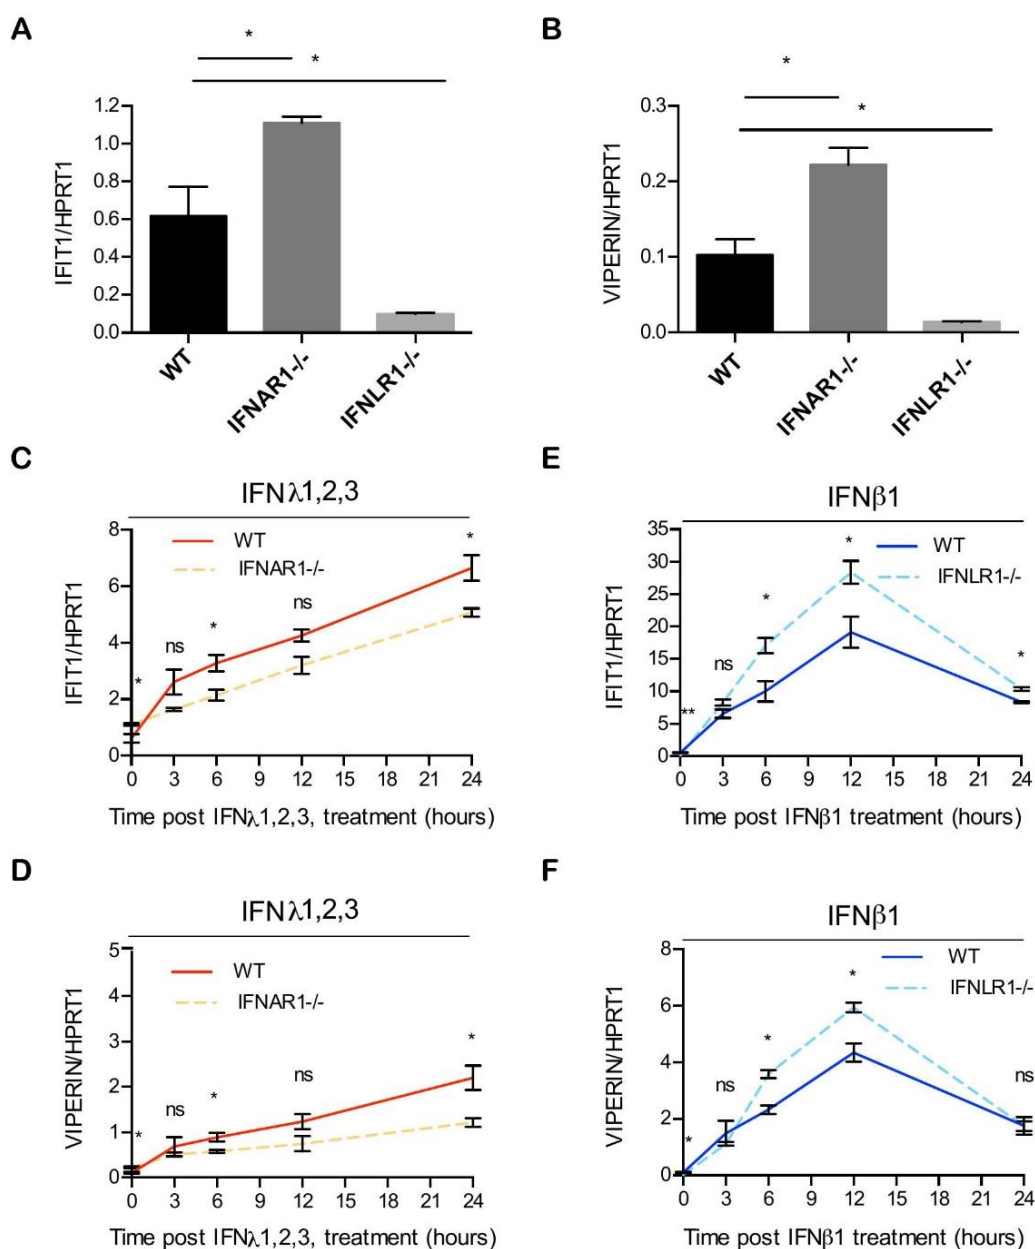 A
*
*
IFIT1/HPRT1
1.2
1.0
0.8
0.6
0.4
0.2
0.0
WT
IFNAR1-/-
IFNLR1-/-
B
*
*
VIPERIN/HPRT1
0.3
0.2
0.1
0.0
WT
IFNAR1-/-
IFNLR1-/-
C
IFNλ1,2,3
IFIT1/HPRT1
8
6
4
2
0
WT
IFNAR1-/-
*
ns
*
ns
*
0 3 6 9 12 15 18 21 24
Time post IFNλ1,2,3, treatment (hours)
E
IFNβ1
IFIT1/HPRT1
35
30
25
20
15
10
5
0
WT
IFNLR1-/-
**
ns
*
*
*
0 3 6 9 12 15 18 21 24
Time post IFNβ1 treatment (hours)
D
IFNλ1,2,3
VIPERIN/HPRT1
5
4
3
2
1
0
WT
IFNAR1-/-
*
ns
*
ns
*
0 3 6 9 12 15 18 21 24
Time post IFNλ1,2,3, treatment (hours)
F
IFNβ1
VIPERIN/HPRT1
8
6
4
2
0
WT
IFNLR1-/-
*
ns
*
*
ns
0 3 6 9 12 15 18 21 24
Time post IFNβ1 treatment (hours)